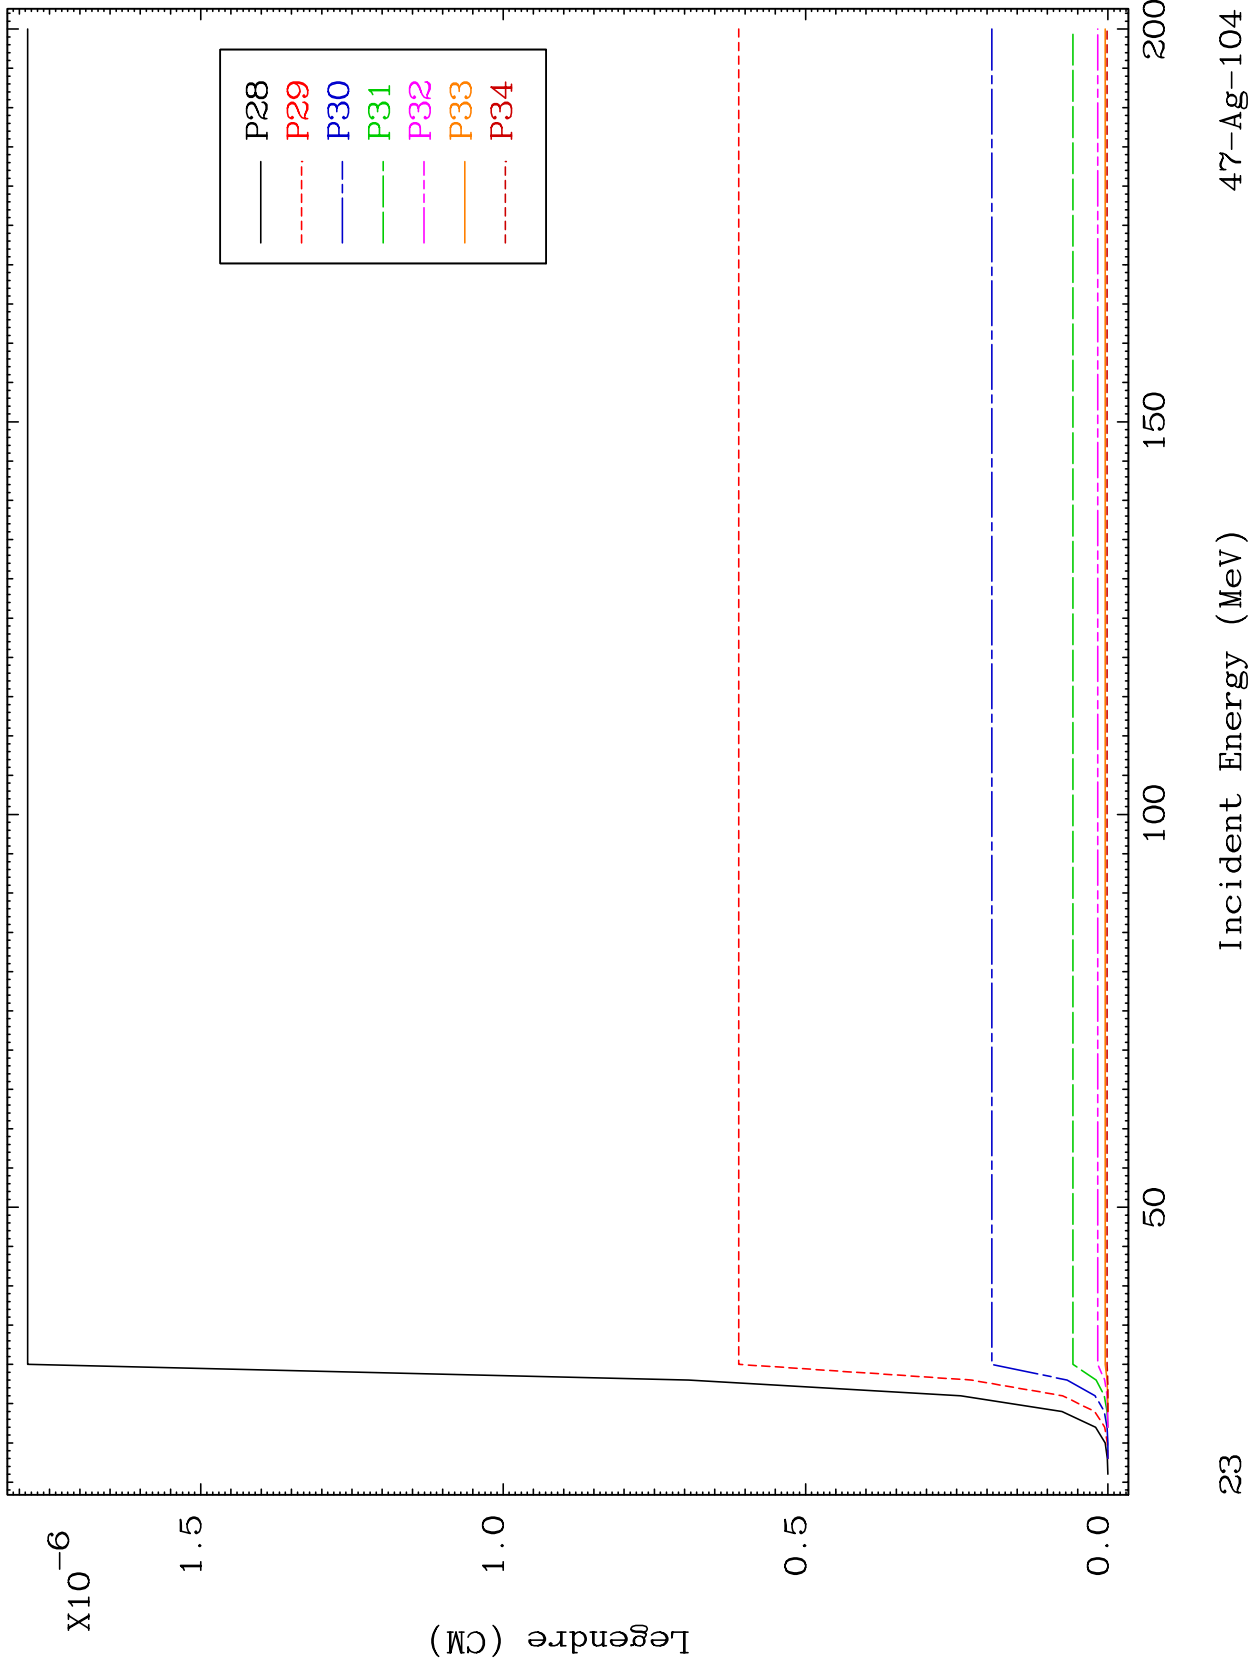 X10-6
Legendre (CM)
1.5
1.0
0.5
0.0
P28
P29
P30
P31
P32
P33
P34
50
100
150
200
Incident Energy (MeV)
23
47-Ag-104